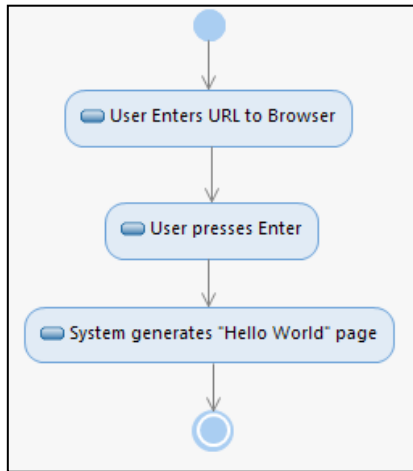 User Enters URL to Browser
User presses Enter
System generates "Hello World" page